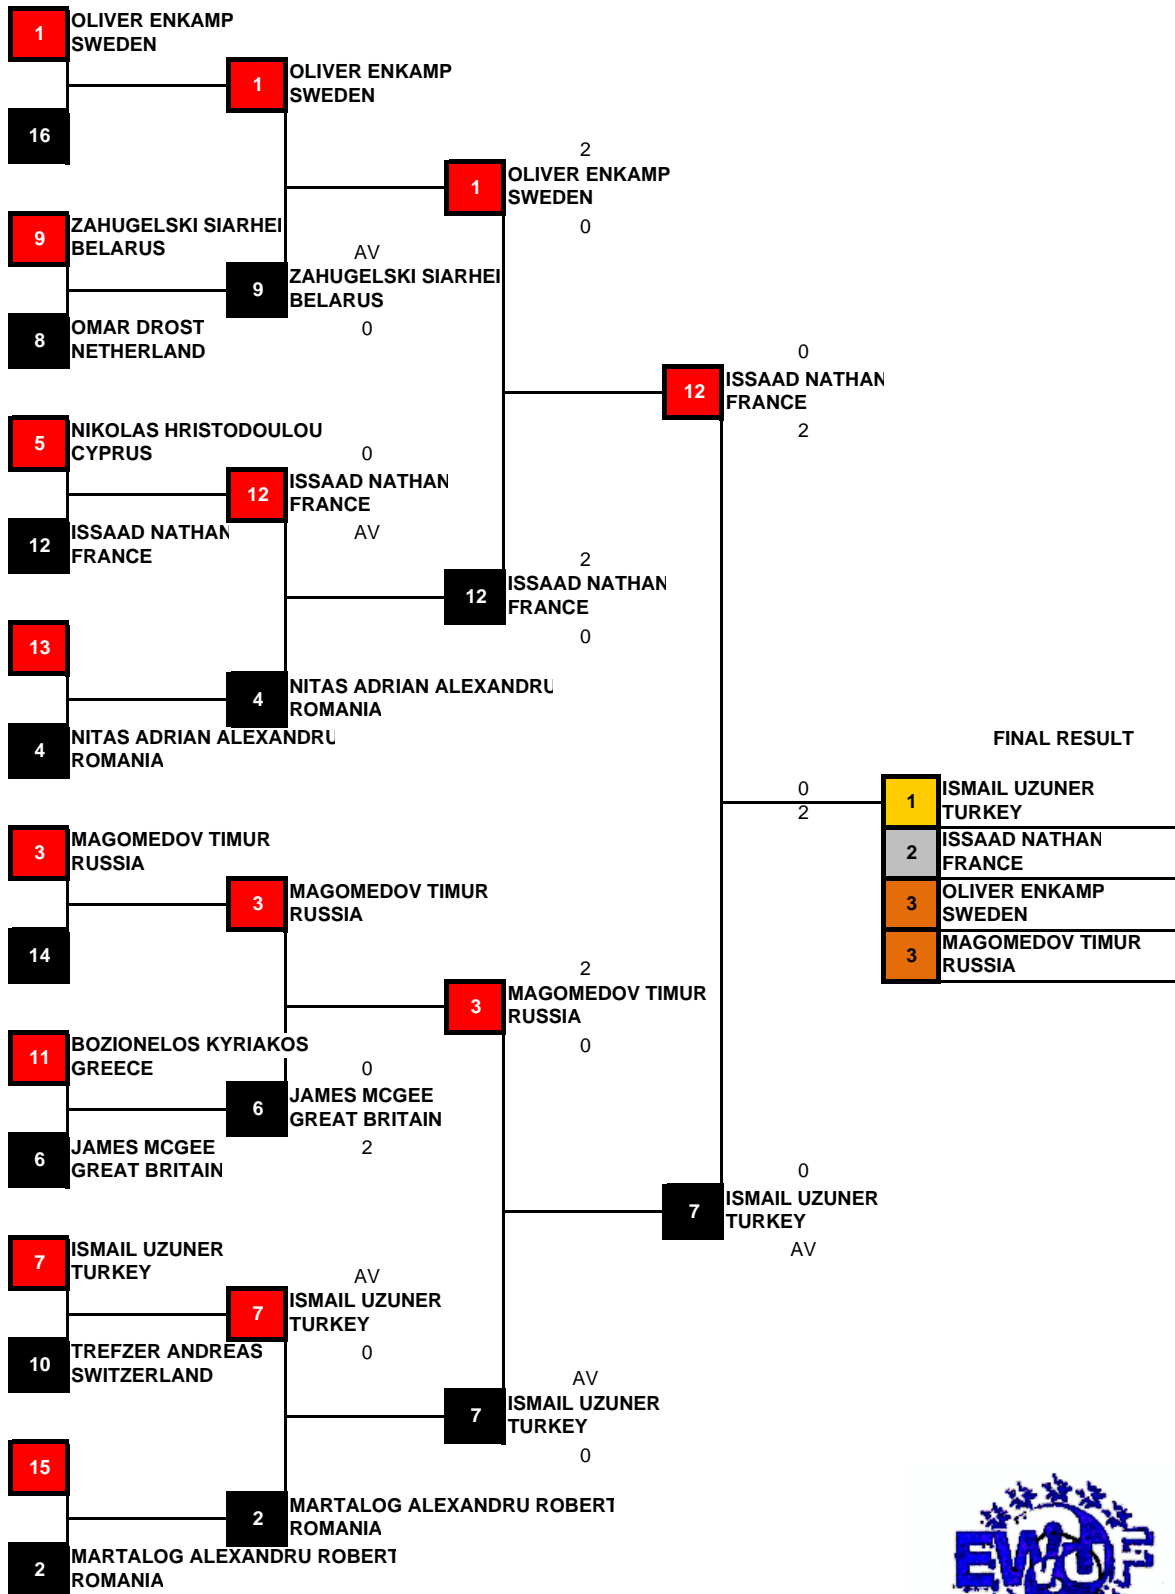 1
OLIVER ENKAMP
SWEDEN
16
9
ZAHUGELSKI SIARHEI
BELARUS
8
OMAR DROST
NETHERLAND
5
NIKOLAS HRISTODOULOU
CYPRUS
12
ISSAAD NATHAN
FRANCE
13
4
NITAS ADRIAN ALEXANDRU
ROMANIA
3
MAGOMEDOV TIMUR
RUSSIA
14
11
BOZIONELOS KYRIAKOS
GREECE
6
JAMES MCGEE
GREAT BRITAIN
7
ISMAIL UZUNER
TURKEY
10
TREFZER ANDREAS
SWITZERLAND
15
2
MARTALOG ALEXANDRU ROBERT
ROMANIA
1
OLIVER ENKAMP
SWEDEN
AV
9
ZAHUGELSKI SIARHEI
BELARUS
0
0
12
ISSAAD NATHAN
FRANCE
AV
4
NITAS ADRIAN ALEXANDRU
ROMANIA
3
MAGOMEDOV TIMUR
RUSSIA
0
6
JAMES MCGEE
GREAT BRITAIN
2
AV
7
ISMAIL UZUNER
TURKEY
0
2
MARTALOG ALEXANDRU ROBERT
ROMANIA
2
1
OLIVER ENKAMP
SWEDEN
0
2
12
ISSAAD NATHAN
FRANCE
0
2
3
MAGOMEDOV TIMUR
RUSSIA
0
AV
7
ISMAIL UZUNER
TURKEY
0
0
12
ISSAAD NATHAN
FRANCE
2
0
7
ISMAIL UZUNER
TURKEY
AV
0
2
FINAL RESULT
1
ISMAIL UZUNER
TURKEY
2
ISSAAD NATHAN
FRANCE
3
OLIVER ENKAMP
SWEDEN
3
MAGOMEDOV TIMUR
RUSSIA
EWUF